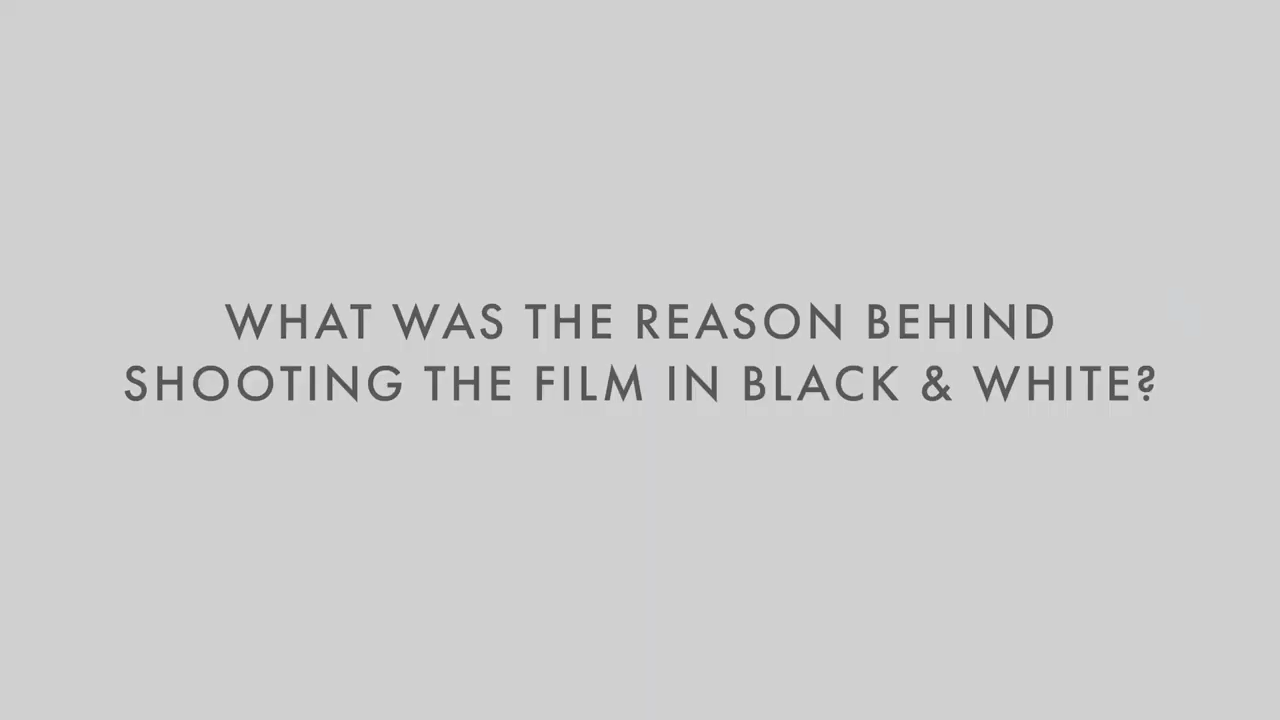 WHAT WAS THE REASON BEHIND
SHOOTING THE FILM IN BLACK & WHITE?